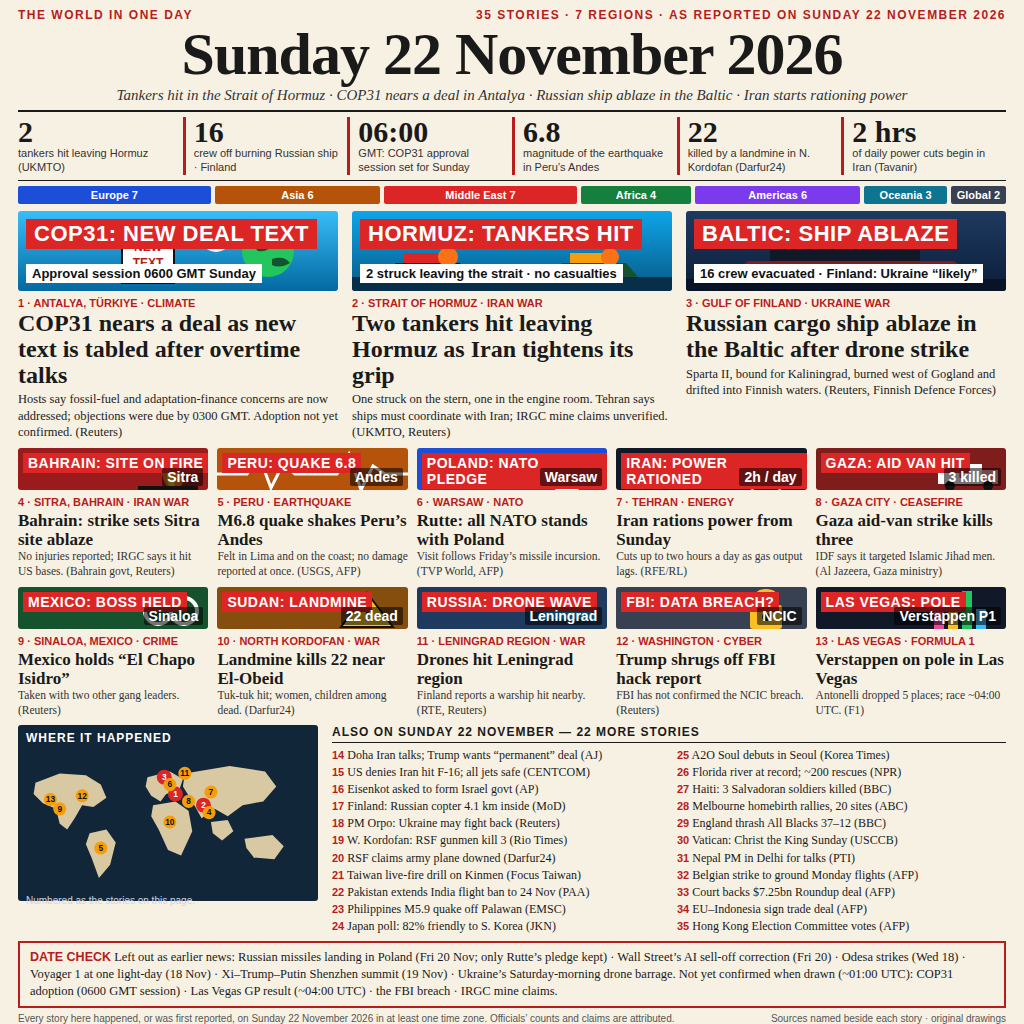 THE WORLD IN ONE DAY
35 STORIES · 7 REGIONS · AS REPORTED ON SUNDAY 22 NOVEMBER 2026
Sunday 22 November 2026
Tankers hit in the Strait of Hormuz · COP31 nears a deal in Antalya · Russian ship ablaze in the Baltic · Iran starts rationing power
2
tankers hit leaving Hormuz
(UKMTO)
16
crew off burning Russian ship
· Finland
06:00
GMT: COP31 approval
session set for Sunday
6.8
magnitude of the earthquake
in Peru's Andes
22
killed by a landmine in N.
Kordofan (Darfur24)
2 hrs
of daily power cuts begin in
Iran (Tavanir)
Europe 7
Asia 6
Middle East 7
Africa 4
Americas 6
Oceania 3
Global 2
COP31: NEW DEAL TEXT
NEW
TEXT
Approval session 0600 GMT Sunday
HORMUZ: TANKERS HIT
2 struck leaving the strait · no casualties
BALTIC: SHIP ABLAZE
16 crew evacuated · Finland: Ukraine “likely”
1 · ANTALYA, TÜRKIYE · CLIMATE
COP31 nears a deal as new
text is tabled after overtime
talks
Hosts say fossil-fuel and adaptation-finance concerns are now
addressed; objections were due by 0300 GMT. Adoption not yet
confirmed. (Reuters)
2 · STRAIT OF HORMUZ · IRAN WAR
Two tankers hit leaving
Hormuz as Iran tightens its
grip
One struck on the stern, one in the engine room. Tehran says
ships must coordinate with Iran; IRGC mine claims unverified.
(UKMTO, Reuters)
3 · GULF OF FINLAND · UKRAINE WAR
Russian cargo ship ablaze in
the Baltic after drone strike
Sparta II, bound for Kaliningrad, burned west of Gogland and
drifted into Finnish waters. (Reuters, Finnish Defence Forces)
BAHRAIN: SITE ON FIRE
Sitra
PERU: QUAKE 6.8
Andes
POLAND: NATO
PLEDGE
Warsaw
IRAN: POWER
RATIONED
2h / day
GAZA: AID VAN HIT
3 killed
4 · SITRA, BAHRAIN · IRAN WAR
Bahrain: strike sets Sitra
site ablaze
No injuries reported; IRGC says it hit
US bases. (Bahrain govt, Reuters)
5 · PERU · EARTHQUAKE
M6.8 quake shakes Peru’s
Andes
Felt in Lima and on the coast; no damage
reported at once. (USGS, AFP)
6 · WARSAW · NATO
Rutte: all NATO stands
with Poland
Visit follows Friday’s missile incursion.
(TVP World, AFP)
7 · TEHRAN · ENERGY
Iran rations power from
Sunday
Cuts up to two hours a day as gas output
lags. (RFE/RL)
8 · GAZA CITY · CEASEFIRE
Gaza aid-van strike kills
three
IDF says it targeted Islamic Jihad men.
(Al Jazeera, Gaza ministry)
MEXICO: BOSS HELD
Sinaloa
SUDAN: LANDMINE
22 dead
RUSSIA: DRONE WAVE
Leningrad
FBI: DATA BREACH?
NCIC
LAS VEGAS: POLE
Verstappen P1
9 · SINALOA, MEXICO · CRIME
Mexico holds “El Chapo
Isidro”
Taken with two other gang leaders.
(Reuters)
10 · NORTH KORDOFAN · WAR
Landmine kills 22 near
El-Obeid
Tuk-tuk hit; women, children among
dead. (Darfur24)
11 · LENINGRAD REGION · WAR
Drones hit Leningrad
region
Finland reports a warship hit nearby.
(RTE, Reuters)
12 · WASHINGTON · CYBER
Trump shrugs off FBI
hack report
FBI has not confirmed the NCIC breach.
(Reuters)
13 · LAS VEGAS · FORMULA 1
Verstappen on pole in Las
Vegas
Antonelli dropped 5 places; race ~04:00
UTC. (F1)
WHERE IT HAPPENED
3
11
6
1
7
13
12
8
2
9
4
10
5
Numbered as the stories on this page
ALSO ON SUNDAY 22 NOVEMBER — 22 MORE STORIES
14 Doha Iran talks; Trump wants “permanent” deal (AJ)
15 US denies Iran hit F-16; all jets safe (CENTCOM)
16 Eisenkot asked to form Israel govt (AP)
17 Finland: Russian copter 4.1 km inside (MoD)
18 PM Orpo: Ukraine may fight back (Reuters)
19 W. Kordofan: RSF gunmen kill 3 (Rio Times)
20 RSF claims army plane downed (Darfur24)
21 Taiwan live-fire drill on Kinmen (Focus Taiwan)
22 Pakistan extends India flight ban to 24 Nov (PAA)
23 Philippines M5.9 quake off Palawan (EMSC)
24 Japan poll: 82% friendly to S. Korea (JKN)
25 A2O Soul debuts in Seoul (Korea Times)
26 Florida river at record; ~200 rescues (NPR)
27 Haiti: 3 Salvadoran soldiers killed (BBC)
28 Melbourne homebirth rallies, 20 sites (ABC)
29 England thrash All Blacks 37–12 (BBC)
30 Vatican: Christ the King Sunday (USCCB)
31 Nepal PM in Delhi for talks (PTI)
32 Belgian strike to ground Monday flights (AFP)
33 Court backs $7.25bn Roundup deal (AFP)
34 EU–Indonesia sign trade deal (AFP)
35 Hong Kong Election Committee votes (AFP)
DATE CHECK Left out as earlier news: Russian missiles landing in Poland (Fri 20 Nov; only Rutte’s pledge kept) · Wall Street’s AI sell-off correction (Fri 20) · Odesa strikes (Wed 18) ·
Voyager 1 at one light-day (18 Nov) · Xi–Trump–Putin Shenzhen summit (19 Nov) · Ukraine’s Saturday-morning drone barrage. Not yet confirmed when drawn (~01:00 UTC): COP31
adoption (0600 GMT session) · Las Vegas GP result (~04:00 UTC) · the FBI breach · IRGC mine claims.
Every story here happened, or was first reported, on Sunday 22 November 2026 in at least one time zone. Officials’ counts and claims are attributed.
Sources named beside each story · original drawings